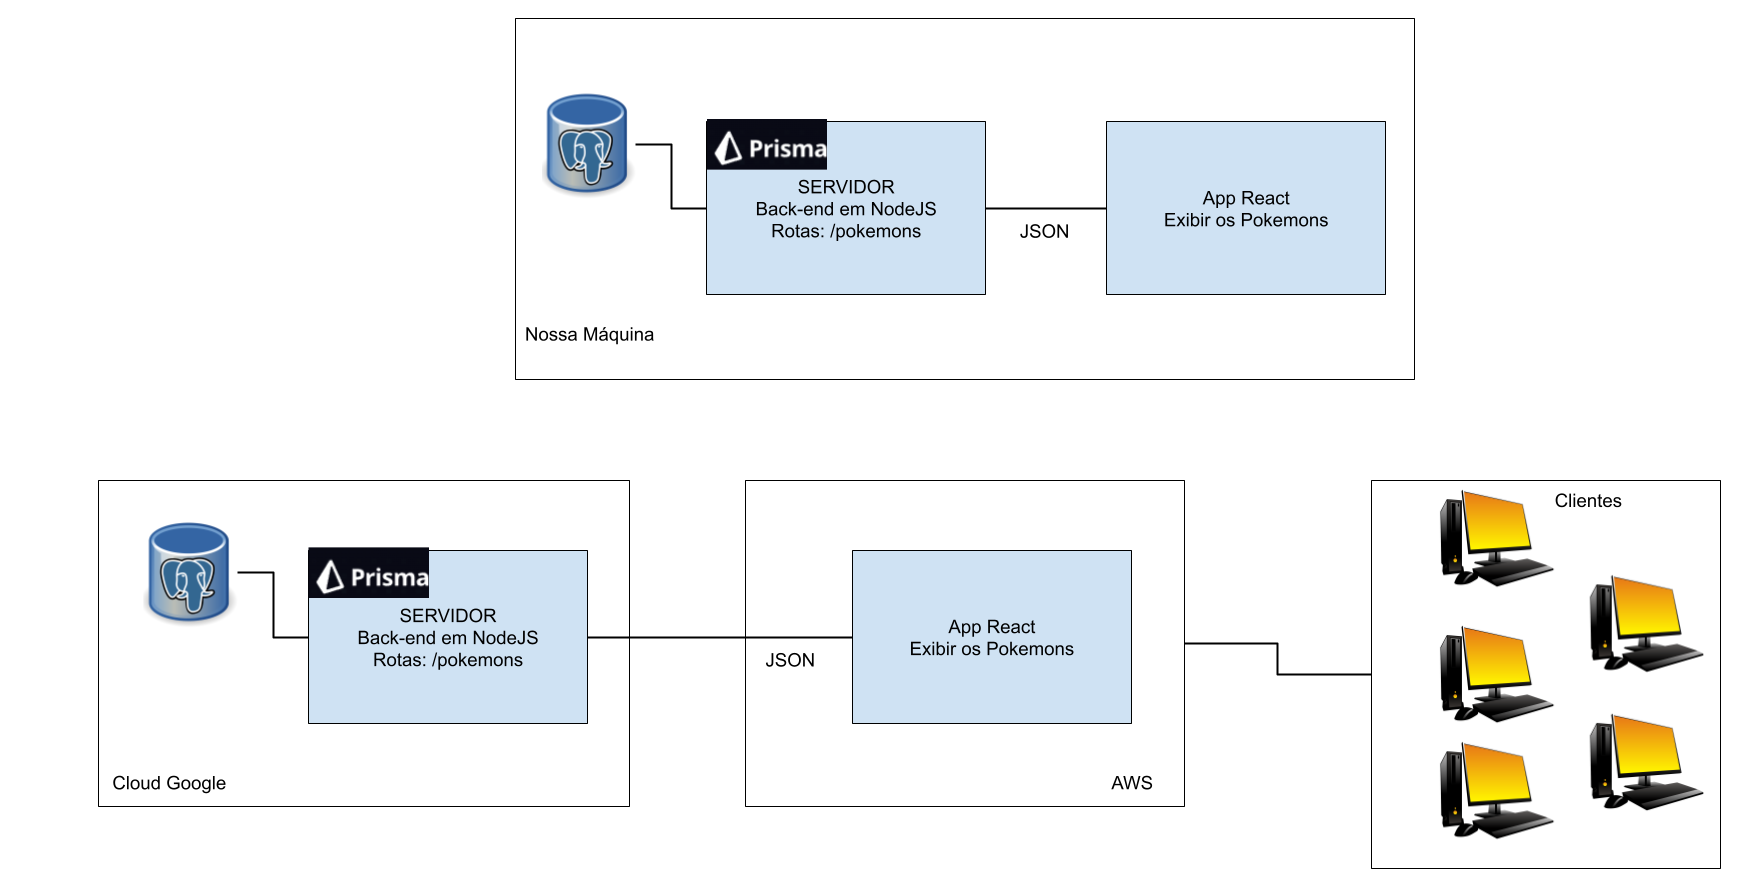 Prisma
SERVIDOR
Back-end em NodeJS
Rotas: /pokemons
JSON
App React
Exibir os Pokemons
Nossa Máquina
Prisma
SERVIDOR
Back-end em NodeJS
Rotas: /pokemons
Cloud Google
JSON
App React
Exibir os Pokemons
AWS
Clientes